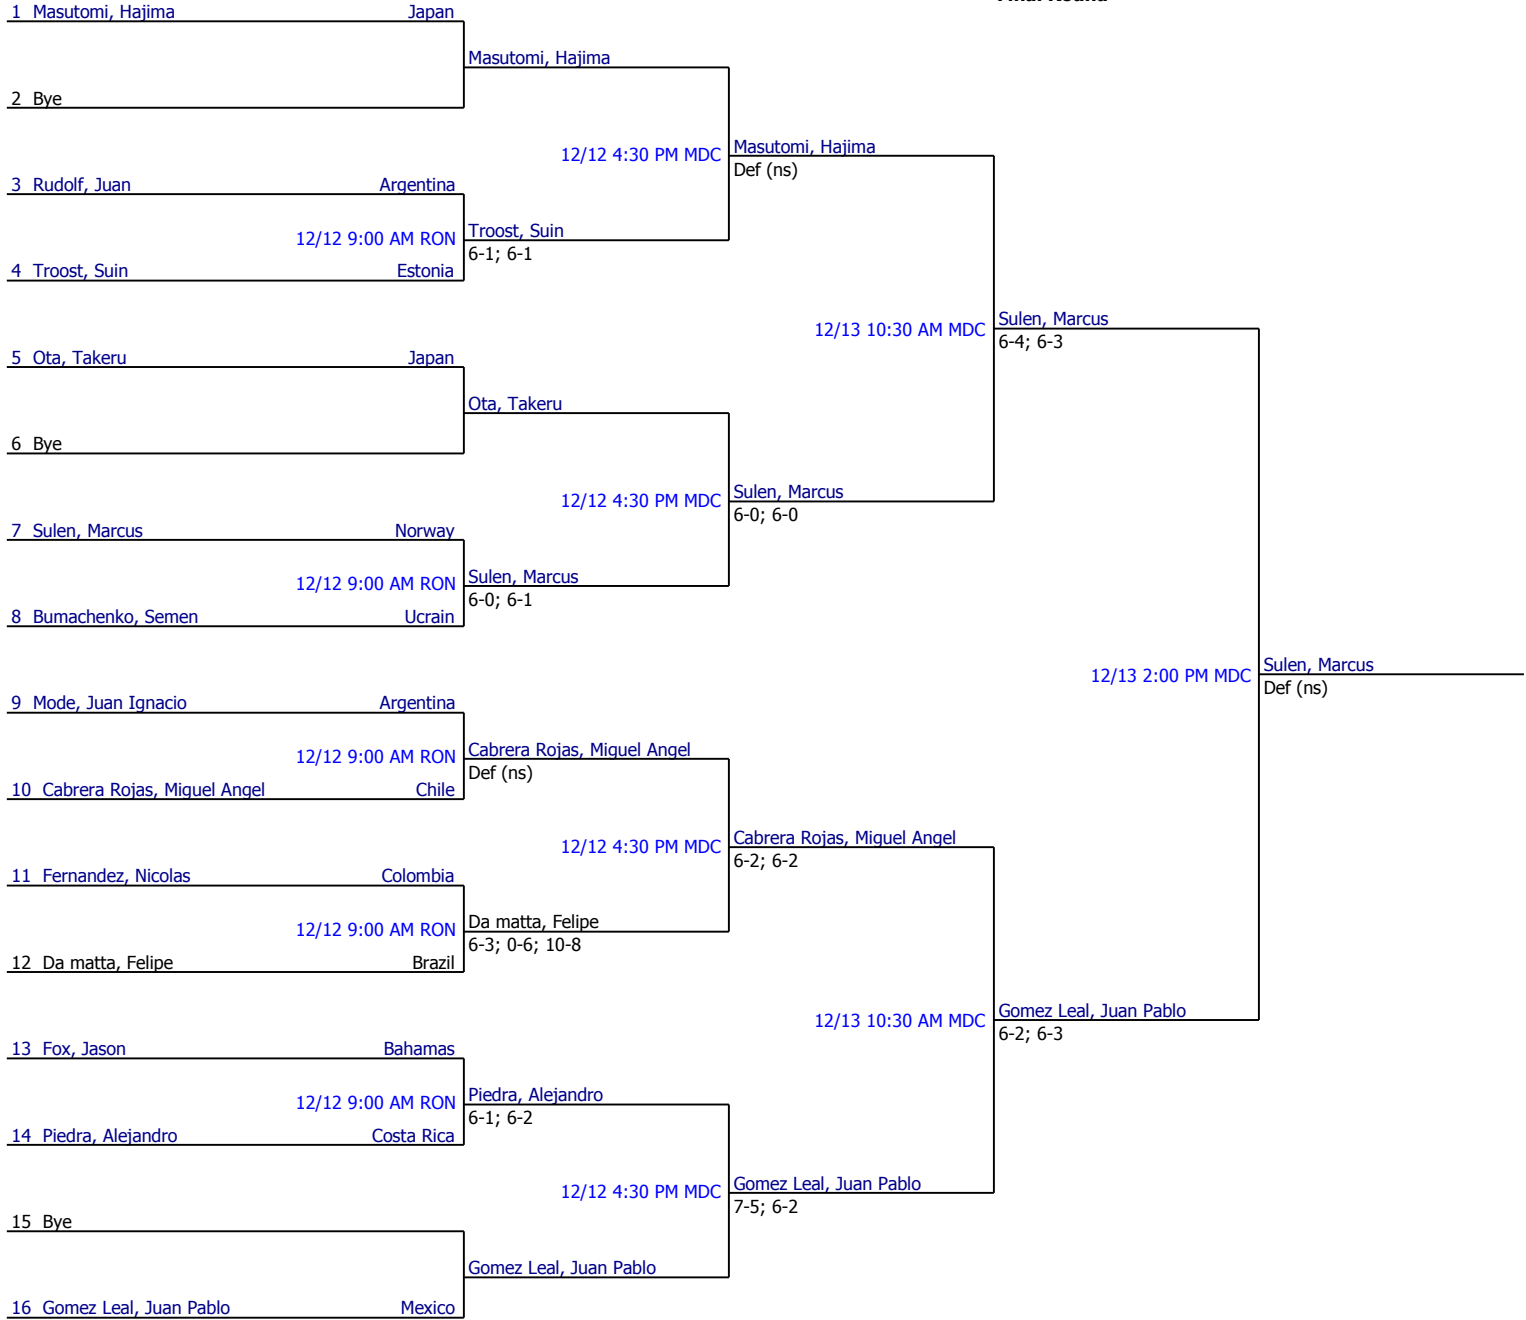 Final Round
1 Masutomi, Hajima Japan
Masutomi, Hajima
2 Bye
12/12 4:30 PM MDC Masutomi, Hajima
Def (ns)
3 Rudolf, Juan Argentina
12/12 9:00 AM RON Troost, Suin
6-1; 6-1
4 Troost, Suin Estonia
12/13 10:30 AM MDC Sulen, Marcus
6-4; 6-3
5 Ota, Takeru Japan
Ota, Takeru
6 Bye
12/12 4:30 PM MDC Sulen, Marcus
6-0; 6-0
7 Sulen, Marcus Norway
12/12 9:00 AM RON Sulen, Marcus
6-0; 6-1
8 Bumachenko, Semen Ucrain
12/13 2:00 PM MDC Sulen, Marcus
Def (ns)
9 Mode, Juan Ignacio Argentina
12/12 9:00 AM RON Cabrera Rojas, Miguel Angel
Def (ns)
10 Cabrera Rojas, Miguel Angel Chile
12/12 4:30 PM MDC Cabrera Rojas, Miguel Angel
6-2; 6-2
11 Fernandez, Nicolas Colombia
12/12 9:00 AM RON Da matta, Felipe
6-3; 0-6; 10-8
12 Da matta, Felipe Brazil
12/13 10:30 AM MDC Gomez Leal, Juan Pablo
6-2; 6-3
13 Fox, Jason Bahamas
12/12 9:00 AM RON Piedra, Alejandro
6-1; 6-2
14 Piedra, Alejandro Costa Rica
12/12 4:30 PM MDC Gomez Leal, Juan Pablo
7-5; 6-2
15 Bye
Gomez Leal, Juan Pablo
16 Gomez Leal, Juan Pablo Mexico